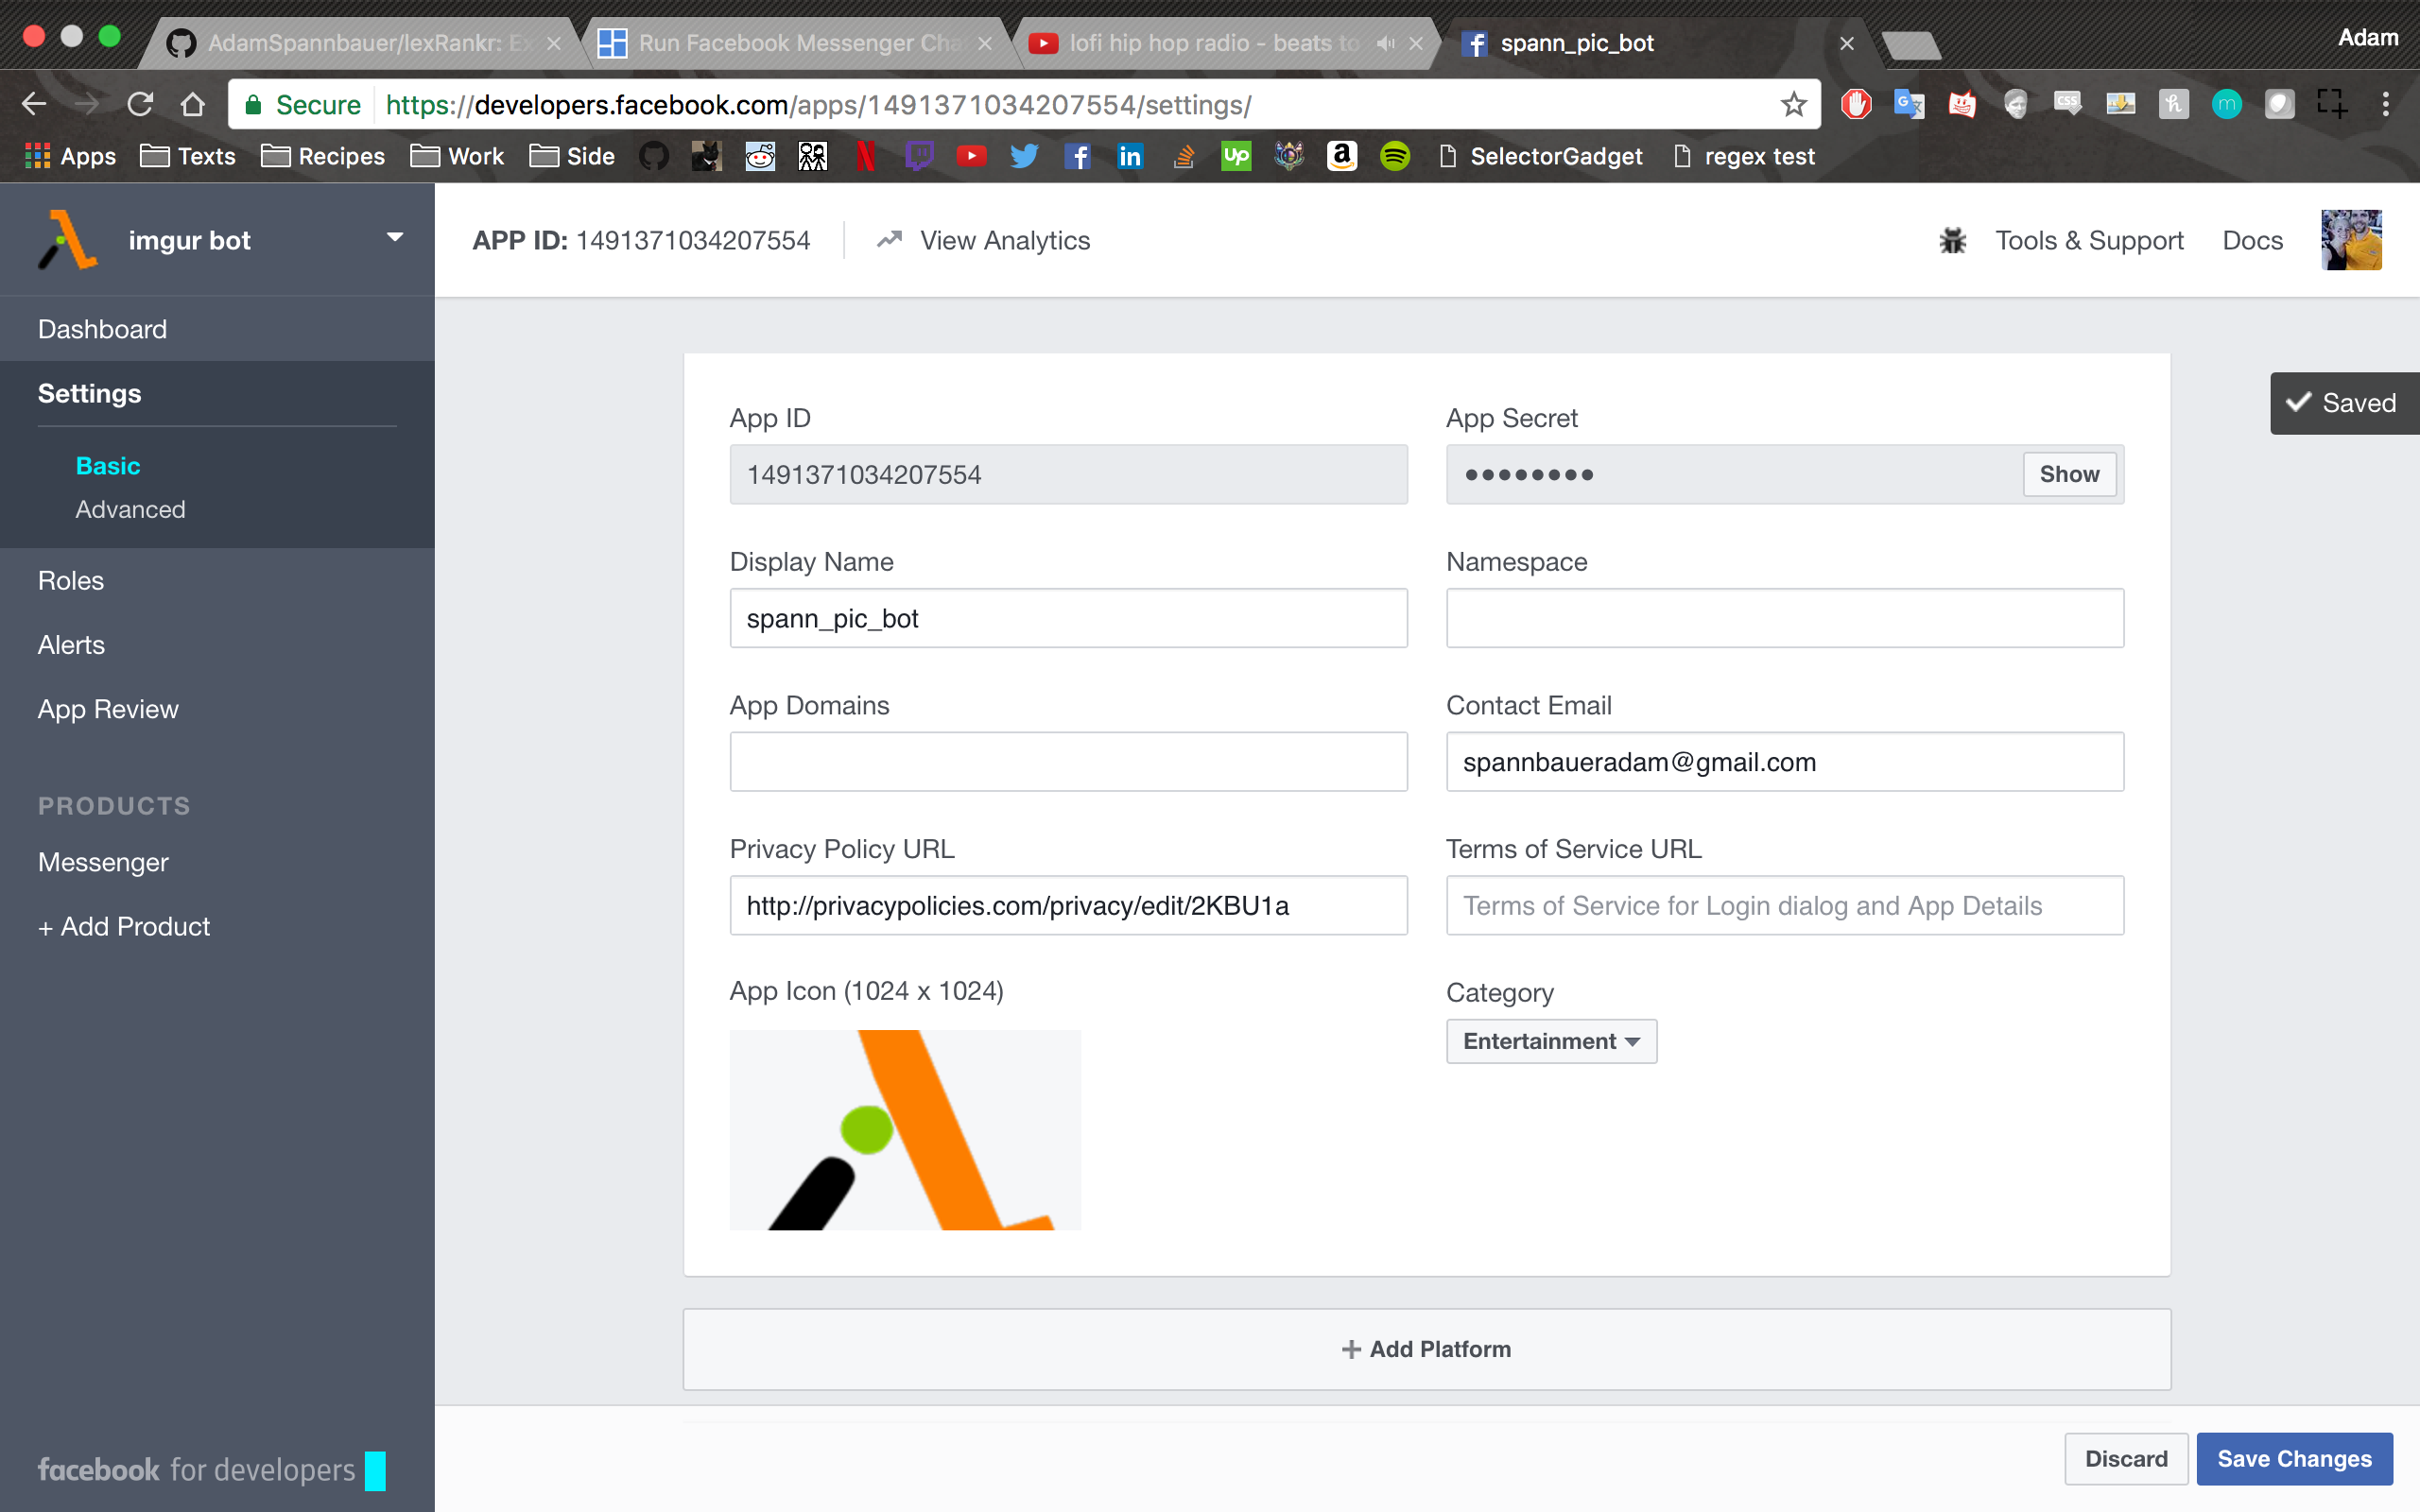 AdamSpannbauer/lexRankr: Ex
Run Facebook Messenger Cha
lofi hip hop radio - beats to
spann_pic_bot
Adam
Secure
https://developers.facebook.com/apps/1491371034207554/settings/
Apps
Texts
Recipes
Work
Side
SelectorGadget
regex test
imgur bot
APP ID: 1491371034207554
View Analytics
Tools & Support
Docs
Dashboard
Settings
Basic
Advanced
Roles
Alerts
App Review
PRODUCTS
Messenger
+ Add Product
facebook for developers
Saved
App ID
1491371034207554
App Secret
••••••••
Show
Display Name
spann_pic_bot
Namespace
App Domains
Contact Email
spannbaueradam@gmail.com
Privacy Policy URL
http://privacypolicies.com/privacy/edit/2KBU1a
Terms of Service URL
Terms of Service for Login dialog and App Details
App Icon (1024 x 1024)
Category
Entertainment
+ Add Platform
Discard
Save Changes